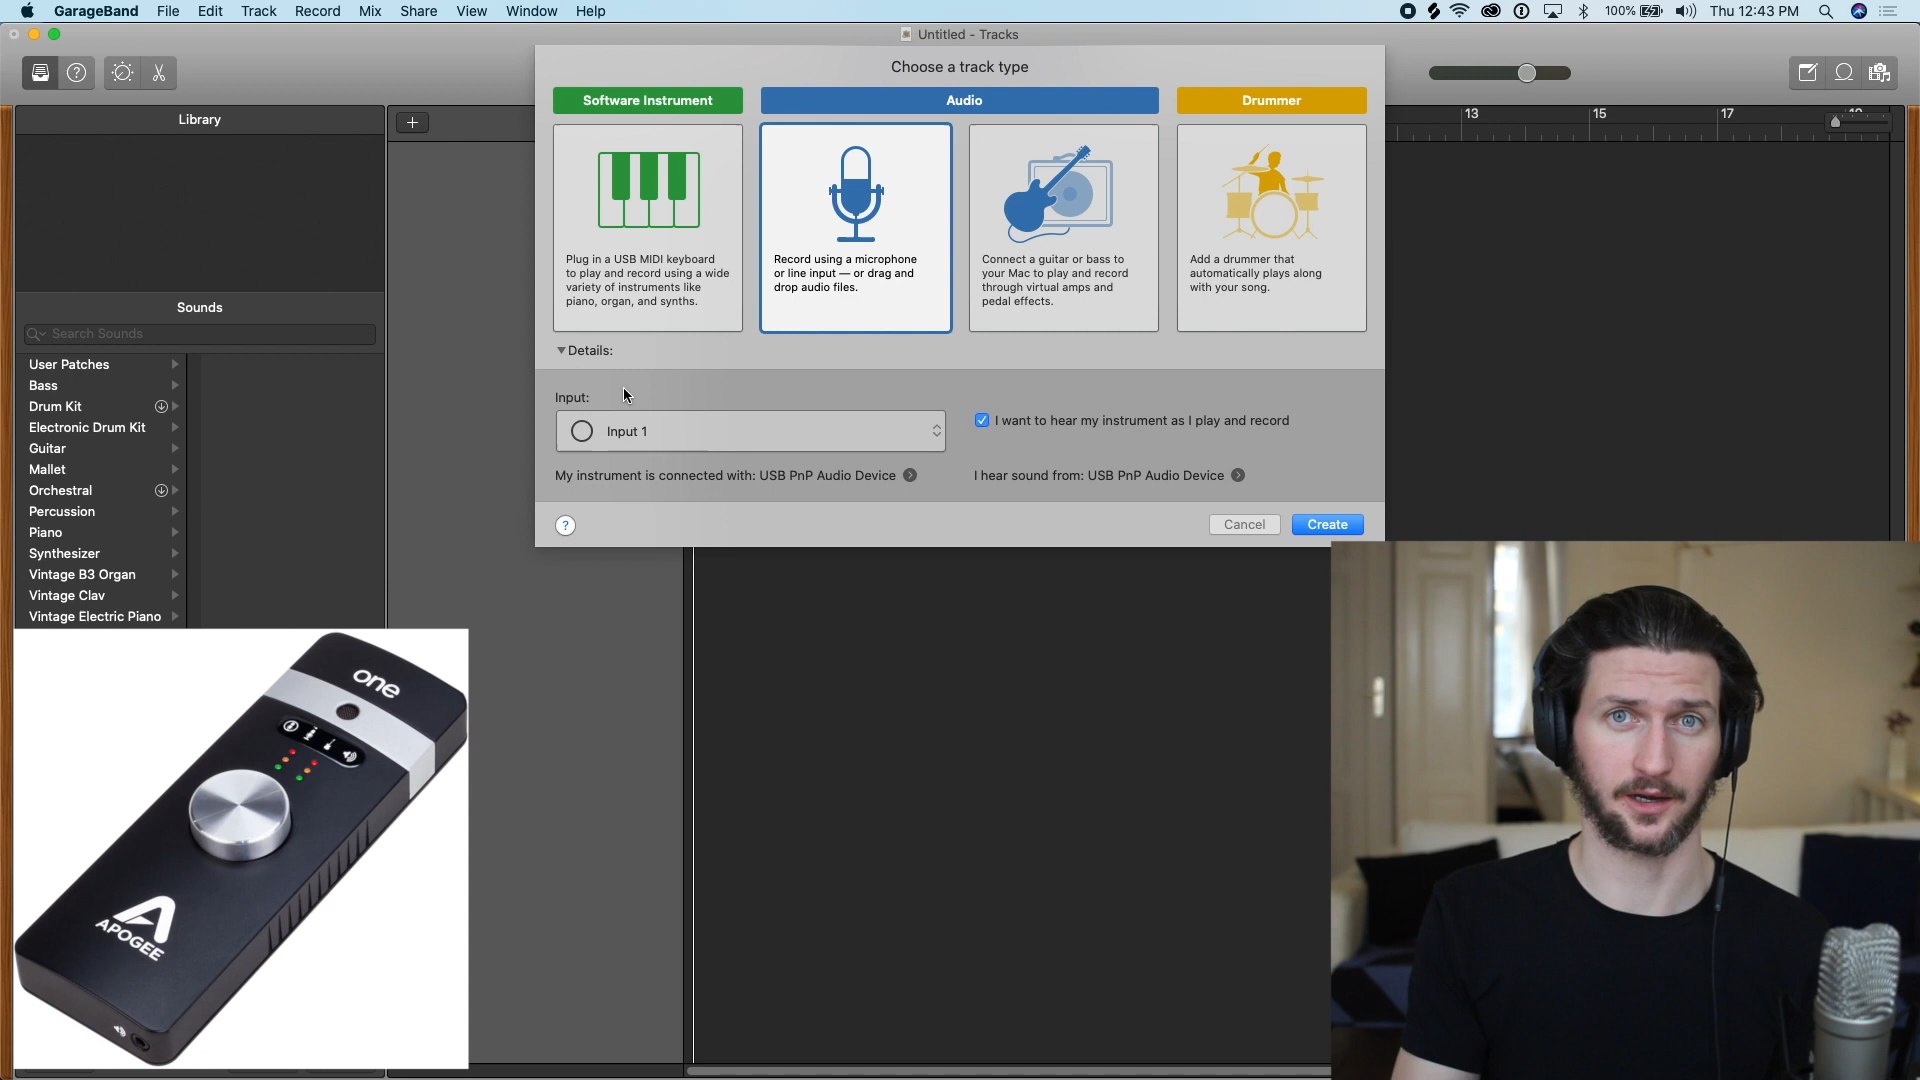 GarageBand File Edit Track Record Mix Share View Window Help
100% Thu 12:43 PM
Untitled - Tracks
Choose a track type
Software Instrument
Audio
Drummer
Plug in a USB MIDI keyboard
to play and record using a wide
variety of instruments like
piano, organ, and synths.
Record using a microphone
or line input — or drag and
drop audio files.
Connect a guitar or bass to
your Mac to play and record
through virtual amps and
pedal effects.
Add a drummer that
automatically plays along
with your song.
Details:
Input:
Input 1
I want to hear my instrument as I play and record
My instrument is connected with: USB PnP Audio Device
I hear sound from: USB PnP Audio Device
?
Cancel
Create
13
15
17
Library
Sounds
Search Sounds
User Patches
Bass
Drum Kit
Electronic Drum Kit
Guitar
Mallet
Orchestral
Percussion
Piano
Synthesizer
Vintage B3 Organ
Vintage Clav
Vintage Electric Piano
one
APOGEE